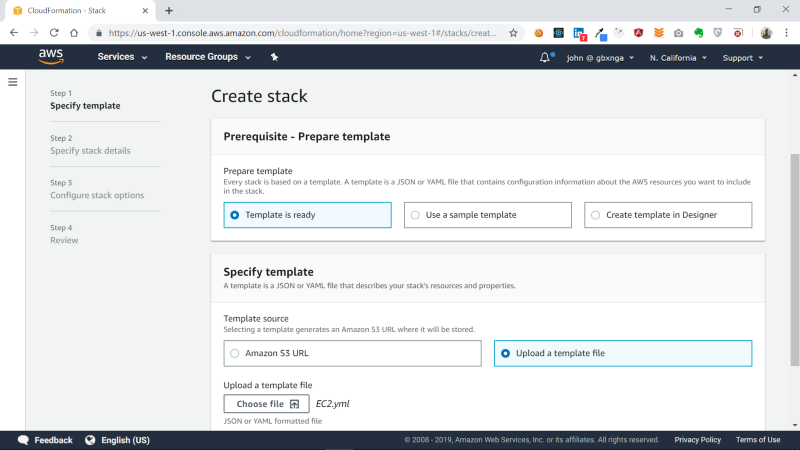 CloudFormation - Stack
https://us-west-1.console.aws.amazon.com/cloudformation/home?region=us-west-1#/stacks/creat...
7
aws
Services
Resource Groups
john @ gbxnga
N. California
Support
Step 1
Specify template
Step 2
Specify stack details
Step 3
Configure stack options
Step 4
Review
Create stack
Prerequisite - Prepare template
Prepare template
Every stack is based on a template. A template is a JSON or YAML file that contains configuration information about the AWS resources you want to include
in the stack.
Template is ready
Use a sample template
Create template in Designer
Specify template
A template is a JSON or YAML file that describes your stack's resources and properties.
Template source
Selecting a template generates an Amazon S3 URL where it will be stored.
Amazon S3 URL
Upload a template file
Upload a template file
Choose file
EC2.yml
JSON or YAML formatted file
Feedback
English (US)
© 2008 - 2019, Amazon Web Services, Inc. or its affiliates. All rights reserved.
Privacy Policy
Terms of Use